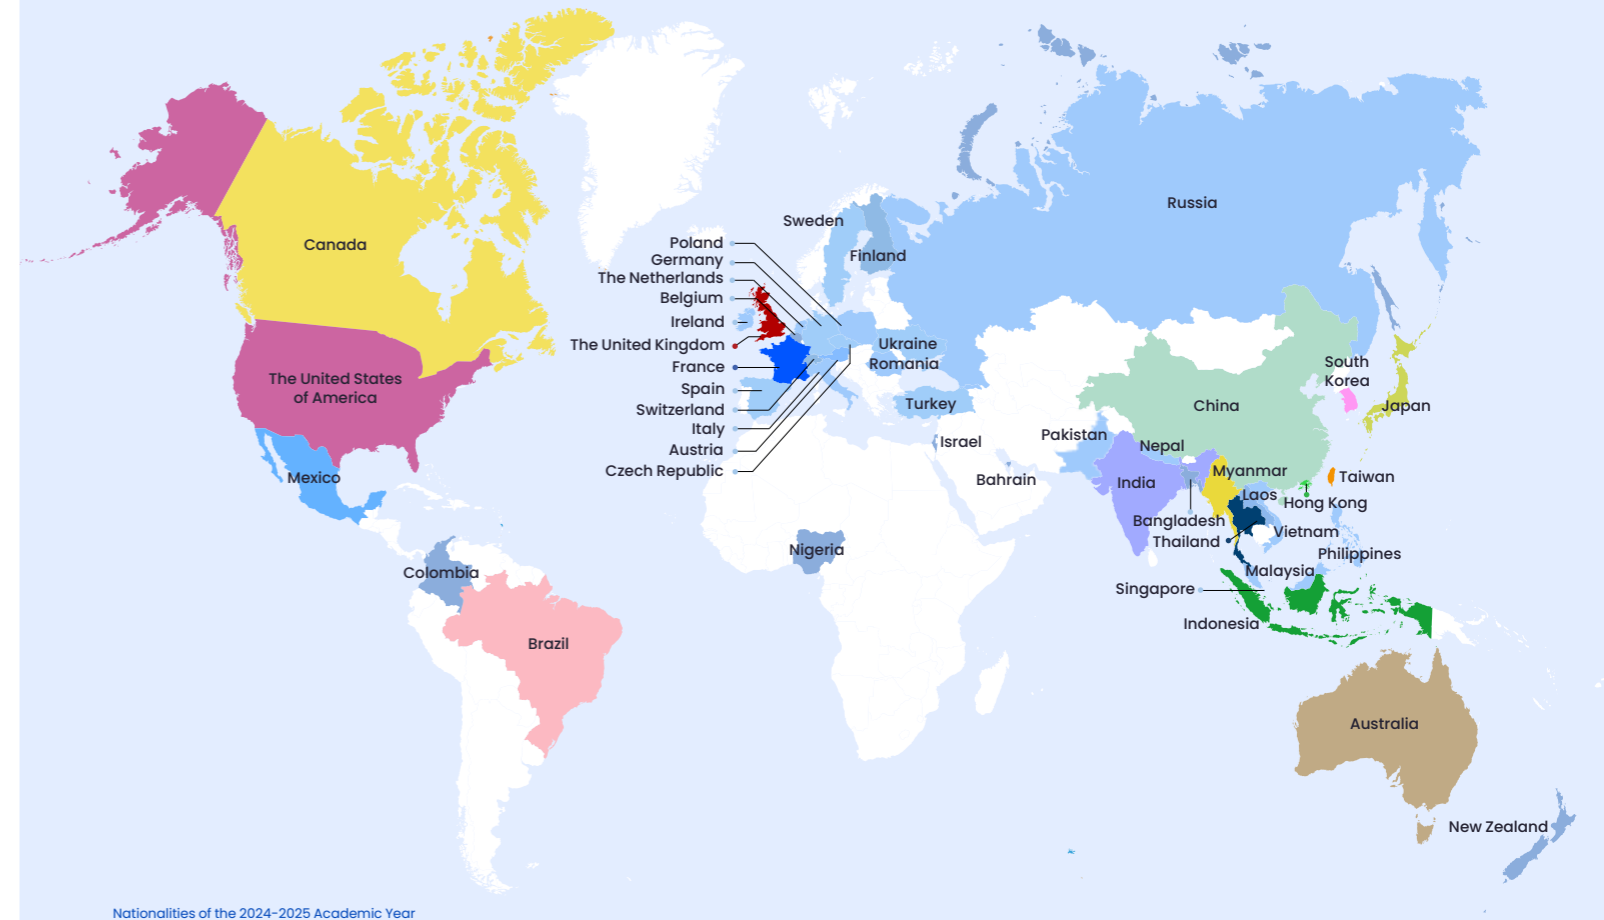 Canada
The United States
of America
Mexico
Colombia
Brazil
Sweden
Finland
Poland
Germany
The Netherlands
Belgium
Ireland
The United Kingdom
France
Spain
Switzerland
Italy
Austria
Czech Republic
Ukraine
Romania
Turkey
Russia
Israel
Bahrain
Nigeria
Pakistan
Nepal
India
China
South
Korea
Japan
Myanmar
Laos
Taiwan
Hong Kong
Bangladesh
Thailand
Vietnam
Philippines
Malaysia
Singapore
Indonesia
Australia
New Zealand
Nationalities of the 2024-2025 Academic Year